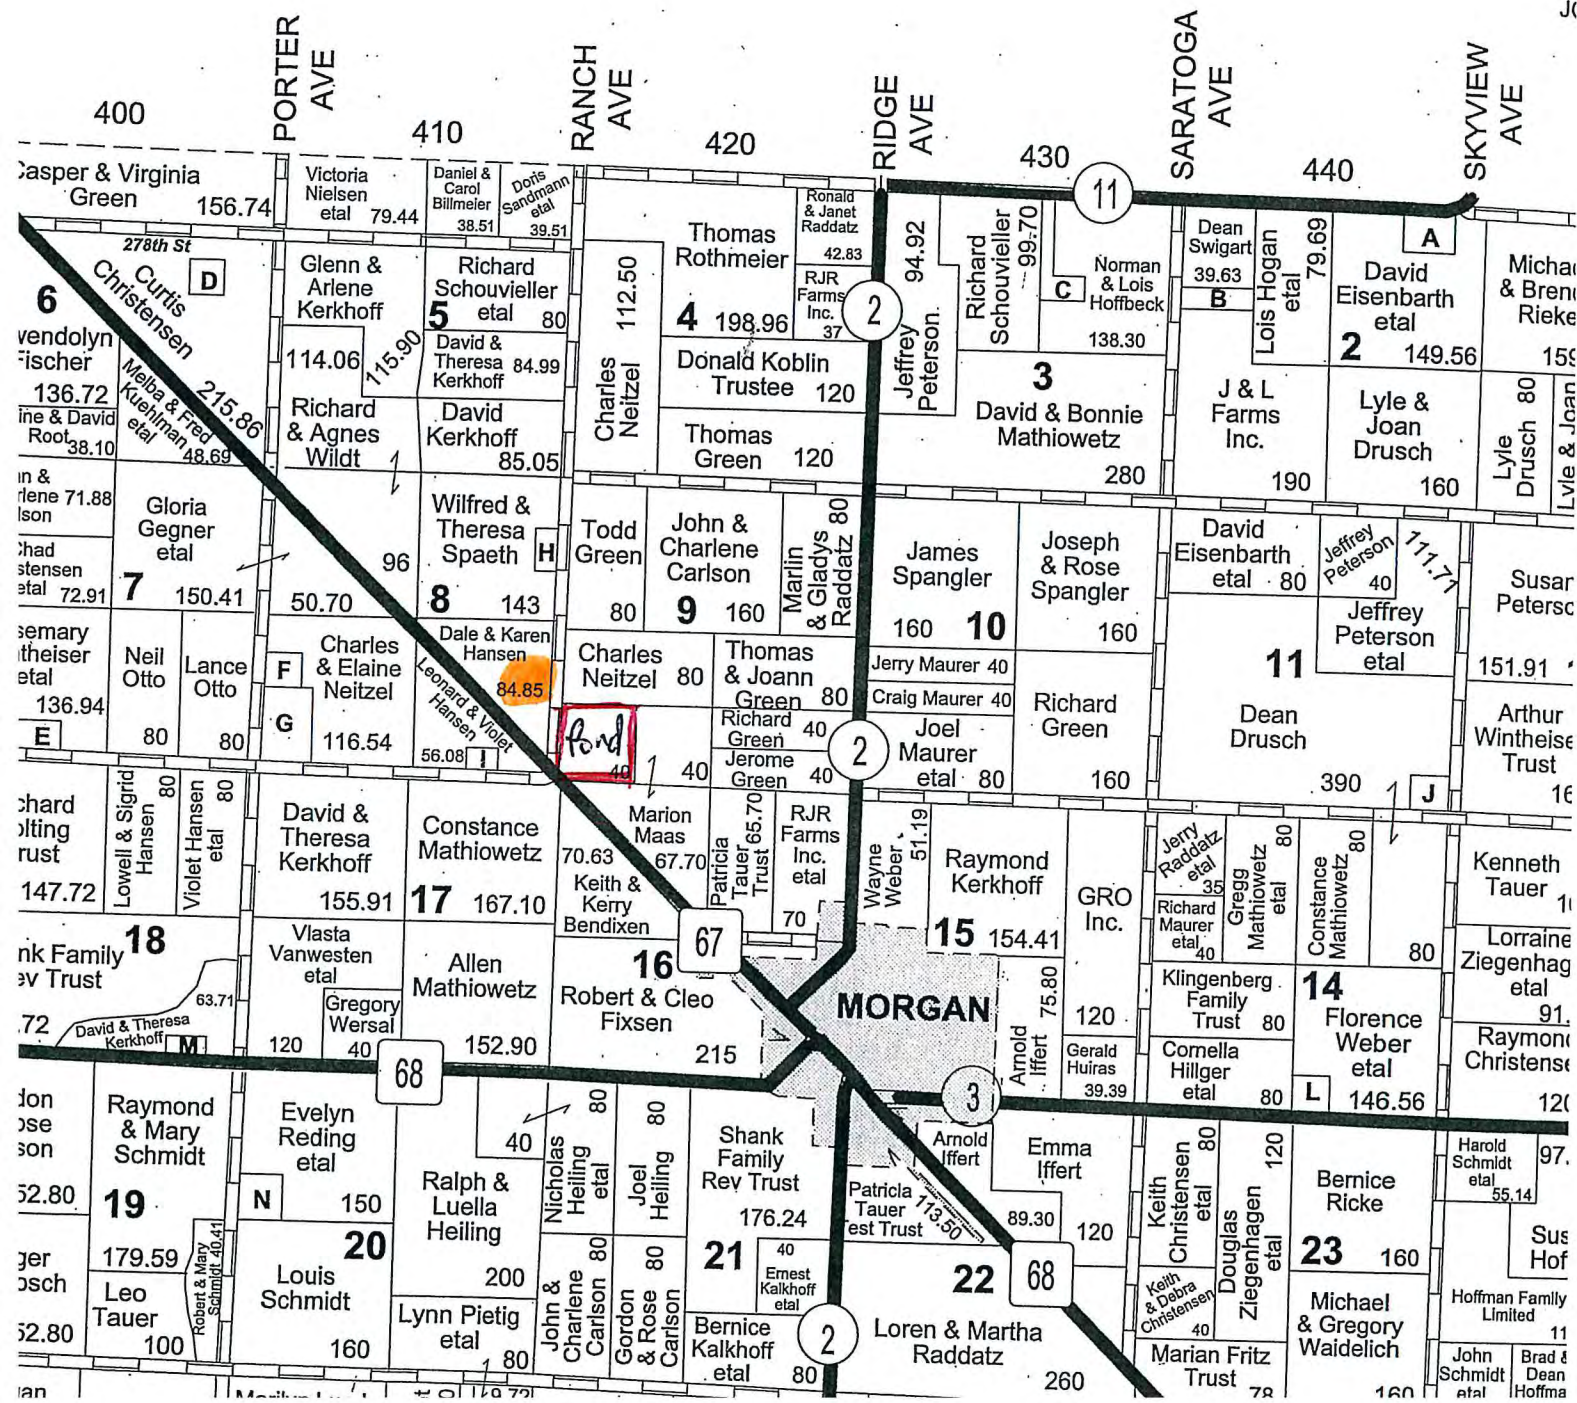 JO
PORTER
AVE
RANCH
AVE
RIDGE
AVE
SARATOGA
AVE
SKYVIEW
AVE
400
410
420
430
440
11
Casper & Virginia
Green
156.74
Victoria
Nielsen
etal 79.44
Daniel &
Carol
Billmeier
38.51
Doris
Sandmann
etal
39.51
Thomas
Rothmeier
4 198.96
Ronald
& Janet
Raddatz
42.83
RJR
Farms
Inc.
37
2
Jeffrey
Peterson
94.92
Richard
Schouvieller
99.70
C
Norman
& Lois
Hoffbeck
138.30
Dean
Swigart
39.63
B
Lois Hogan
etal
79.69
A
David
Eisenbarth
etal
2 149.56
278th St
D
Curtis
Christensen
215.86
6
Glenn &
Arlene
Kerkhoff
114.06
115.90
Richard
Schouvieller
etal 80
5
David &
Theresa 84.99
Kerkhoff
David
Kerkhoff
85.05
Richard
& Agnes
Wildt
Charles
Neitzel
112.50
Donald Koblin
Trustee 120
Thomas
Green 120
3
David & Bonnie
Mathiowetz
280
J & L
Farms
Inc.
190
Lyle &
Joan
Drusch
160
Lyle
Drusch 80
136.72
Root 38.10
Melba & Fred
Kuehlman
etal
48.69
71.88
72.91
Gloria
Gegner
etal
7 150.41
50.70
96
Wilfred &
Theresa
Spaeth
H
8 143
Todd
Green
80
John &
Charlene
Carlson
9 160
Marlin
& Gladys
Raddatz 80
James
Spangler
160 10
Joseph
& Rose
Spangler
160
David
Eisenbarth
etal 80
Jeffrey
Peterson
40
111.71
Jeffrey
Peterson
etal
11
151.91
136.94
E
Neil
Otto
80
Lance
Otto
80
F
G
Charles
& Elaine
Neitzel
116.54
Leonard & Violet
Hansen
56.08
I
Dale & Karen
Hansen
84.85
Charles
Neitzel 80
Pond
40
40
Thomas
& Joann
Green 80
Richard
Green 40
Jerome
Green 40
2
Jerry Maurer 40
Craig Maurer 40
Joel
Maurer
etal 80
Richard
Green
160
Dean
Drusch
390
J
Arthur
Trust
147.72
Lowell & Sigrid
Hansen 80
Violet Hansen
etal 80
David &
Theresa
Kerkhoff
155.91
Constance
Mathiowetz
17 167.10
70.63
Keith &
Kerry
Bendixen
Marion
Maas
67.70
Patricia
Tauer
Trust 65.70
RJR
Farms
Inc.
etal
70
Wayne
Weber
51.19
Raymond
Kerkhoff
15 154.41
GRO
Inc.
120
Jerry
Raddatz
etal
35
Richard
Maurer
etal
40
Gregg
Mathiowetz
etal 80
Constance
Mathiowetz 80
80
Kenneth
Tauer
18
63.71
David & Theresa
Kerkhoff
M
Vlasta
Vanwesten
etal
120
Gregory
Wersal
40
Allen
Mathiowetz
152.90
67
16
Robert & Cleo
Fixsen
215
MORGAN
Arnold
Iffert
75.80
Gerald
Huiras
39.39
Klingenberg
Family
Trust 80
Cornella
Hillger
etal 80
14
Florence
Weber
etal
L 146.56
68
3
Raymond
& Mary
Schmidt
19
179.59
Leo
Tauer
100
Robert & Mary
Schmidt 40.41
Evelyn
Reding
etal
N 150
20
Louis
Schmidt
160
40
Ralph &
Luella
Heiling
200
Lynn Pietig
etal
80
Nicholas
Heiling
etal 80
Joel
Heiling 80
John &
Charlene
Carlson 80
Gordon
& Rose
Carlson 80
Shank
Family
Rev Trust
176.24
21
40
Ernest
Kalkhoff
etal
Bernice
Kalkhoff
etal
80
2
Arnold
Iffert
Patricia
Tauer
est Trust
113.50
Emma
Iffert
89.30
120
22
68
Loren & Martha
Raddatz
260
Keith
Christensen
etal 80
Douglas
Ziegenhagen
etal 120
Keith
& Debra
Christensen
40
Marian Fritz
Trust
78
Bernice
Ricke
23 160
Michael
& Gregory
Waidelich
160
Harold
Schmidt
etal
55.14
97.
Hoffman Family
Limited
John
Schmidt
etal
Brad &
Dean